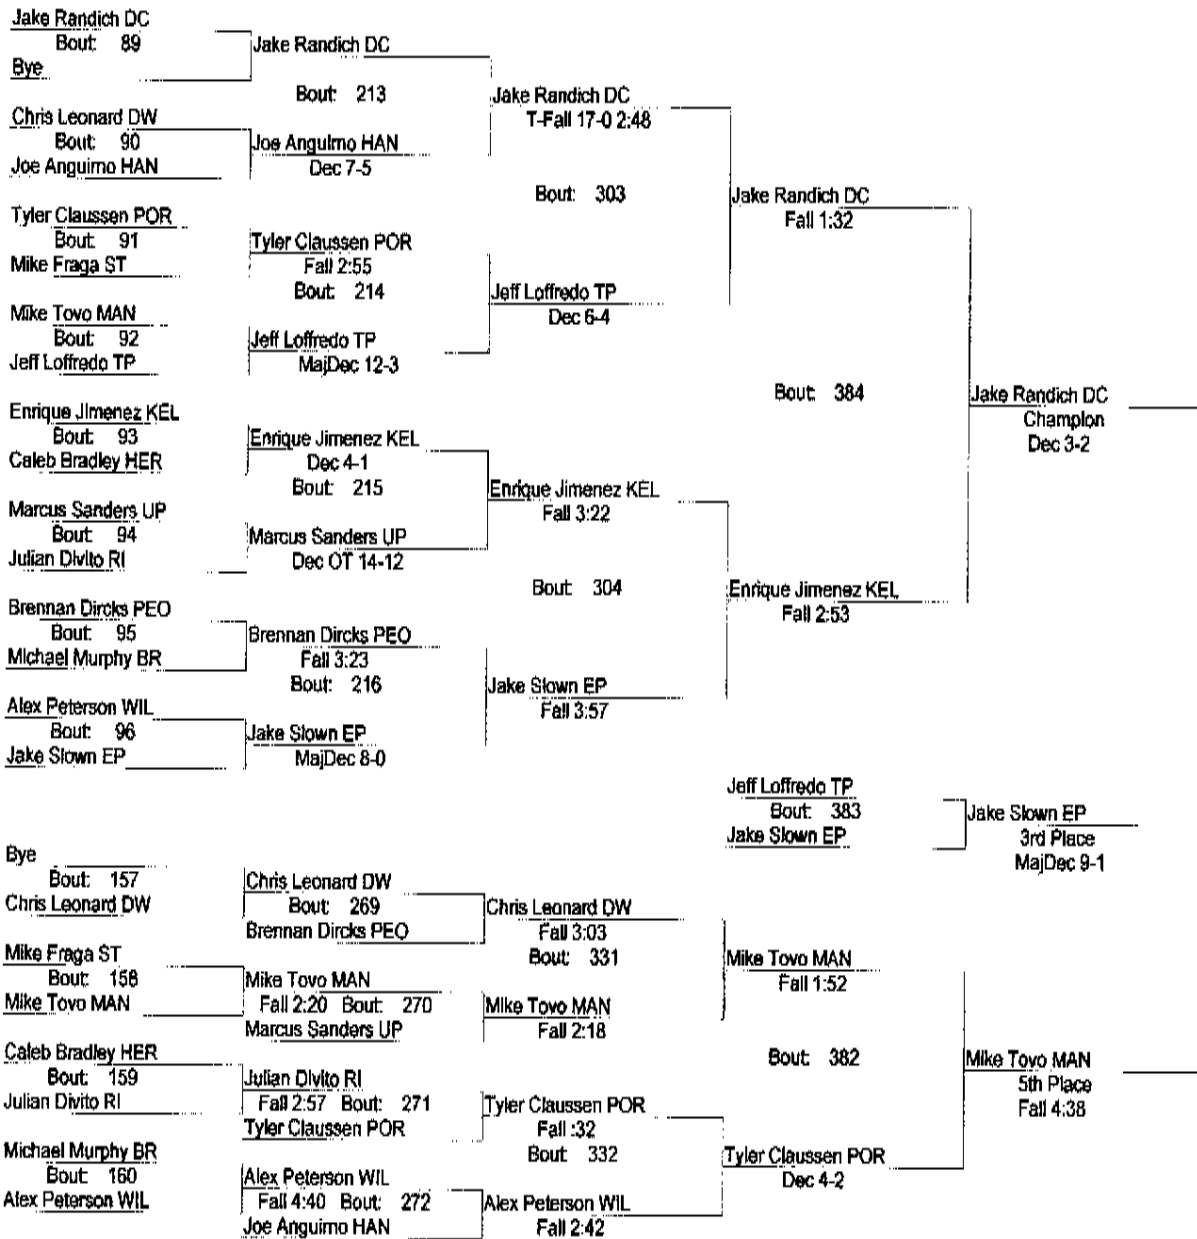 Jake Randich DC
Bout: 89
Bye
Jake Randich DC
Bout: 213
Chris Leonard DW
Bout: 90
Joe Anguimo HAN
Joe Anguimo HAN
Dec 7-5
Jake Randich DC
T-Fall 17-0 2:48
Bout: 303
Tyler Claussen POR
Bout: 91
Mike Fraga ST
Tyler Claussen POR
Fall 2:55
Bout: 214
Mike Tovo MAN
Bout: 92
Jeff Loffredo TP
Jeff Loffredo TP
MajDec 12-3
Jeff Loffredo TP
Dec 6-4
Jake Randich DC
Fall 1:32
Bout: 384
Jake Randich DC
Champion
Dec 3-2
Enrique Jimenez KEL
Bout: 93
Caleb Bradley HER
Enrique Jimenez KEL
Dec 4-1
Bout: 215
Marcus Sanders UP
Bout: 94
Julian Divito RI
Marcus Sanders UP
Dec OT 14-12
Enrique Jimenez KEL
Fall 3:22
Bout: 304
Enrique Jimenez KEL
Fall 2:53
Brennan Dircks PEO
Bout: 95
Michael Murphy BR
Brennan Dircks PEO
Fall 3:23
Bout: 216
Alex Peterson WIL
Bout: 96
Jake Slown EP
Jake Slown EP
MajDec 8-0
Jake Slown EP
Fall 3:57
Jeff Loffredo TP
Bout: 383
Jake Slown EP
Jake Slown EP
3rd Place
MajDec 9-1
Bye
Bout: 157
Chris Leonard DW
Chris Leonard DW
Bout: 269
Brennan Dircks PEO
Chris Leonard DW
Fall 3:03
Bout: 331
Mike Fraga ST
Bout: 158
Mike Tovo MAN
Mike Tovo MAN
Fall 2:20 Bout: 270
Marcus Sanders UP
Mike Tovo MAN
Fall 2:18
Mike Tovo MAN
Fall 1:52
Bout: 382
Mike Tovo MAN
5th Place
Fall 4:38
Caleb Bradley HER
Bout: 159
Julian Divito RI
Julian Divito RI
Fall 2:57 Bout: 271
Tyler Claussen POR
Tyler Claussen POR
Fall :32
Bout: 332
Michael Murphy BR
Bout: 160
Alex Peterson WIL
Alex Peterson WIL
Fall 4:40 Bout: 272
Joe Anguimo HAN
Alex Peterson WIL
Fall 2:42
Tyler Claussen POR
Dec 4-2